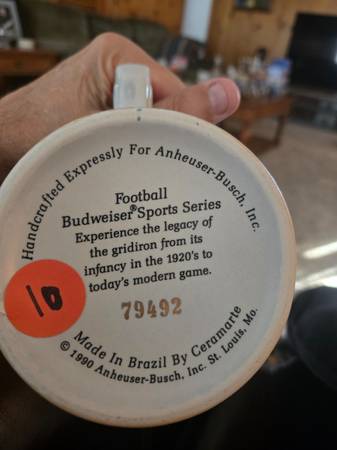 Handcrafted Expressly For Anheuser-Busch, Inc.
Football
Budweiser® Sports Series
Experience the legacy of
the gridiron from its
infancy in the 1920's to
today's modern game.
79492
10
Made In Brazil By Ceramarte
© 1990 Anheuser-Busch, Inc. St. Louis, Mo.